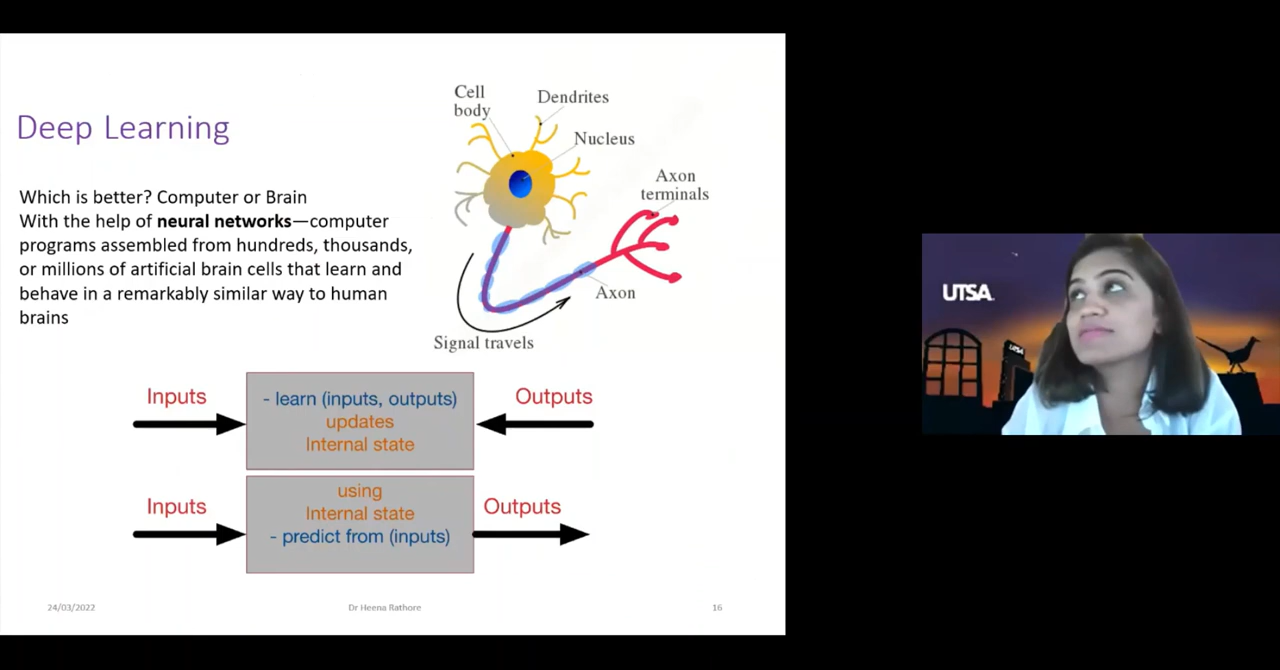 Deep Learning
Which is better? Computer or Brain
With the help of neural networks—computer
programs assembled from hundreds, thousands,
or millions of artificial brain cells that learn and
behave in a remarkably similar way to human
brains
Cell
body
Dendrites
Nucleus
Axon
terminals
Axon
Signal travels
Inputs
- learn (inputs, outputs)
updates
Internal state
Outputs
Inputs
using
Internal state
- predict from (inputs)
Outputs
24/03/2022
Dr Heena Rathore
16
UTSA
UTSA